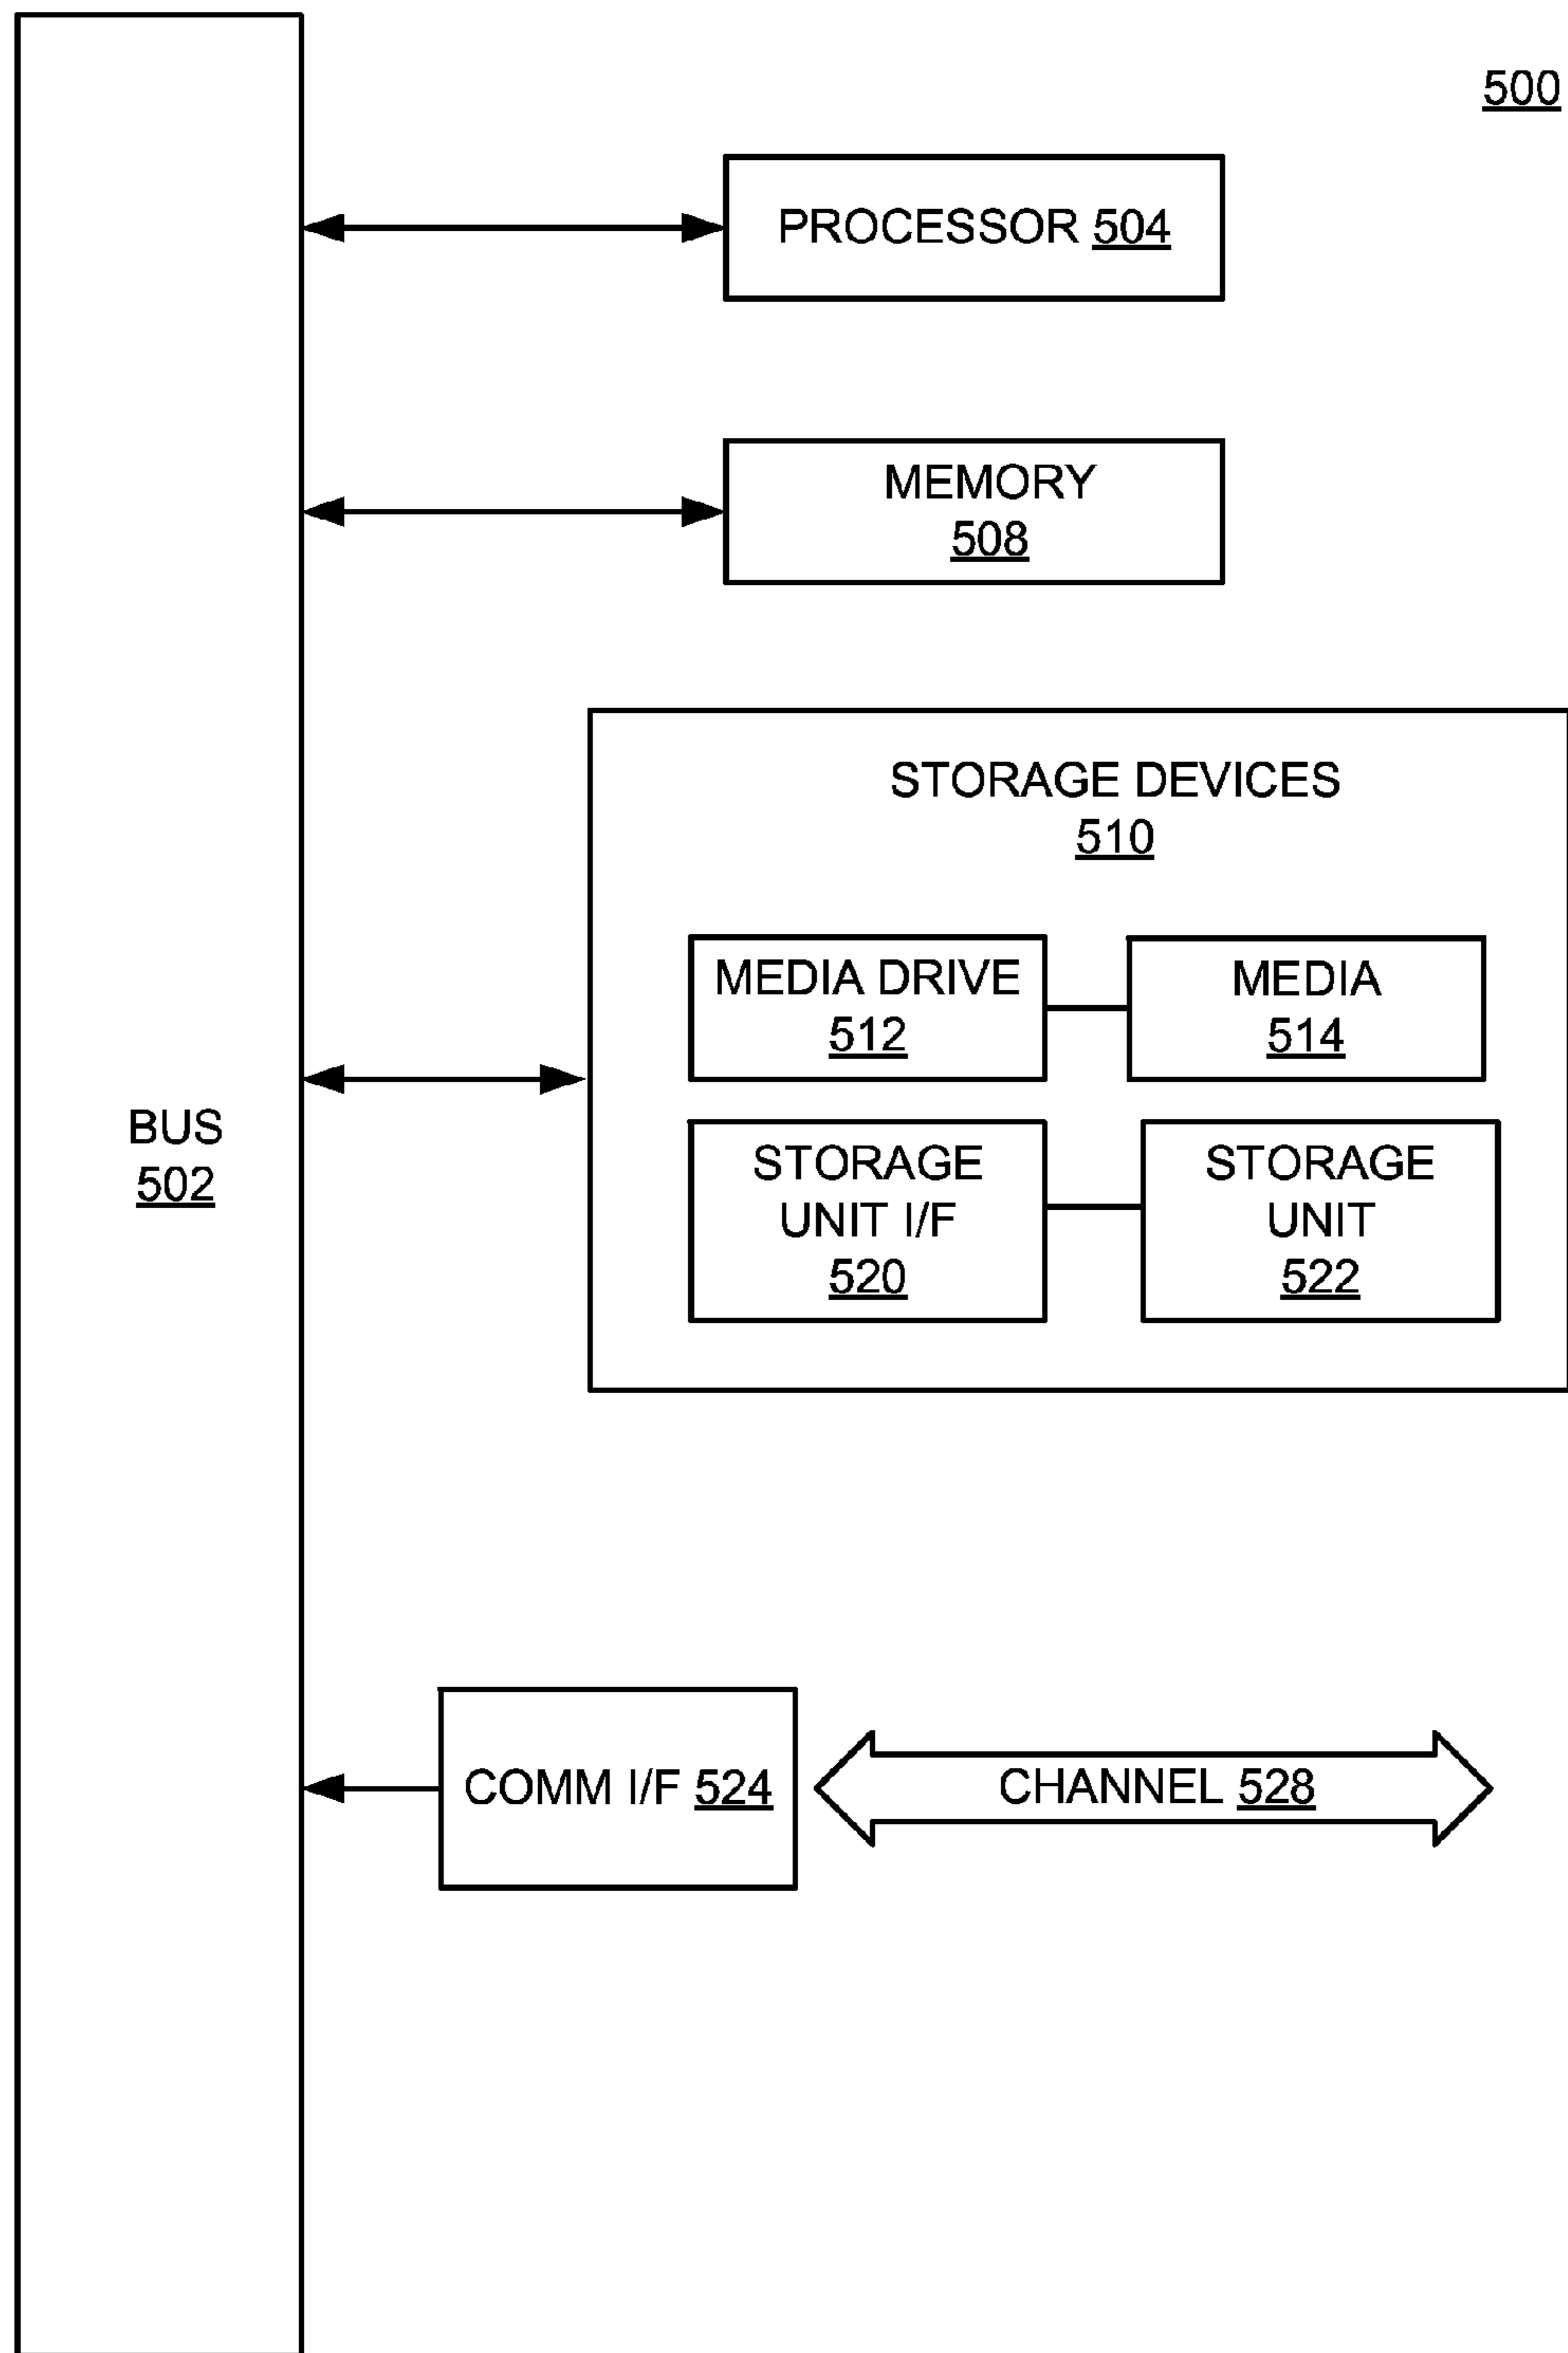 500
PROCESSOR 504
MEMORY
508
STORAGE DEVICES
510
MEDIA DRIVE
512
MEDIA
514
STORAGE
UNIT I/F
520
STORAGE
UNIT
522
BUS
502
COMM I/F 524
CHANNEL 528